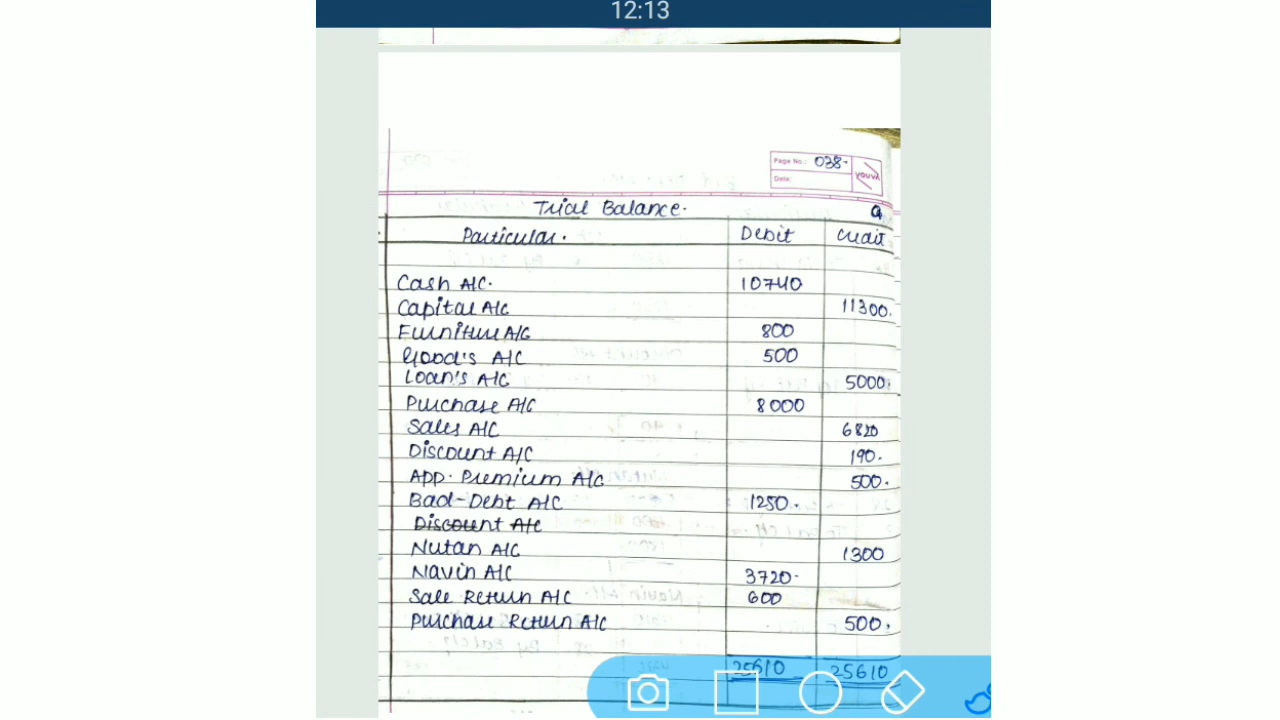 12:13
Page No.: 038-
Date:
youva
Trial Balance. Q
Particular. Debit Credit
Cash A/C. 10740
Capital A/C 11300.
Furniture A/C 800
Good's A/C 500
Loan's A/C 5000.
Purchase A/C 8000
Sales A/C 6820
Discount A/C 190.
App. Premium A/C 500.
Bad-Debt A/C 1250.
Discount A/c
Nutan A/C 1300
Navin A/C 3720-
Sale Return A/C 600
Purchase Return A/C 500.
25610 25610